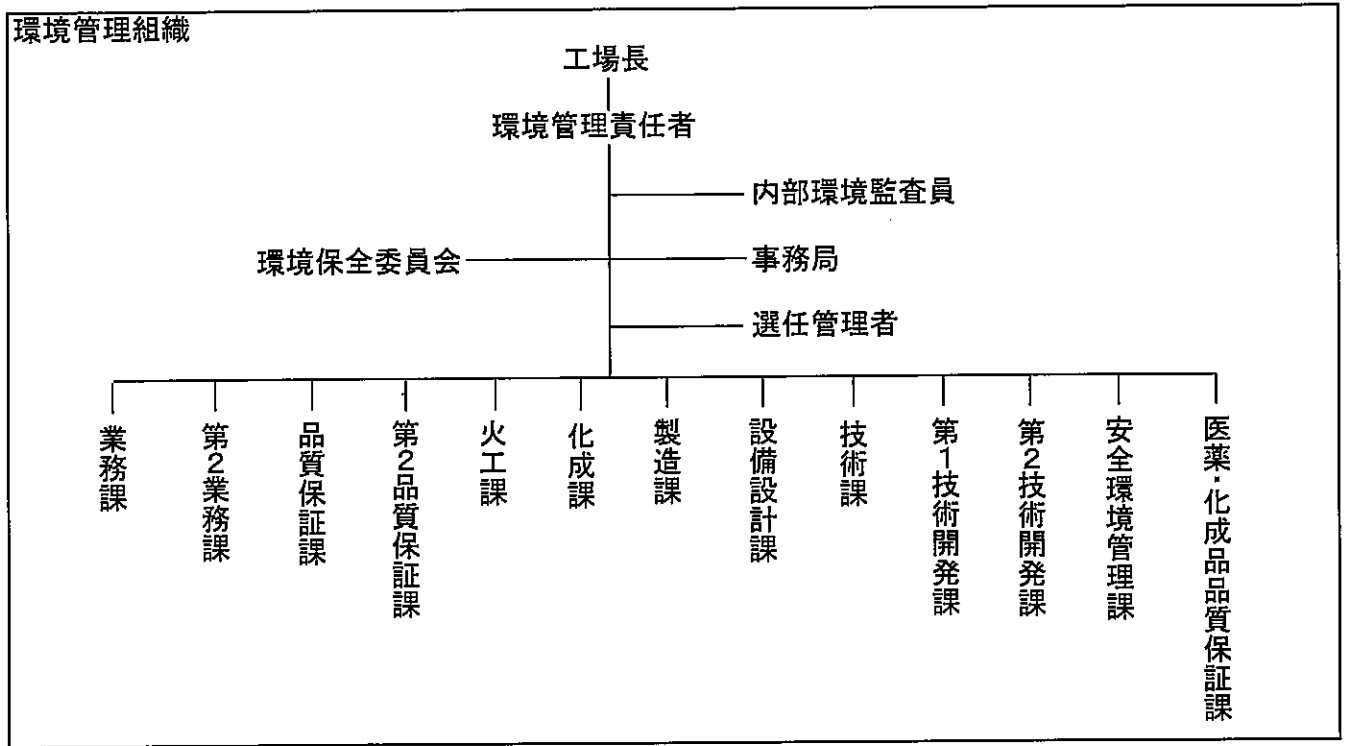 環境管理組織
工場長
環境管理責任者
内部環境監査員
環境保全委員会
事務局
選任管理者
業務課
第2業務課
品質保証課
第2品質保証課
火工課
化成課
製造課
設備設計課
技術課
第1技術開発課
第2技術開発課
安全環境管理課
医薬・化成品品質保証課